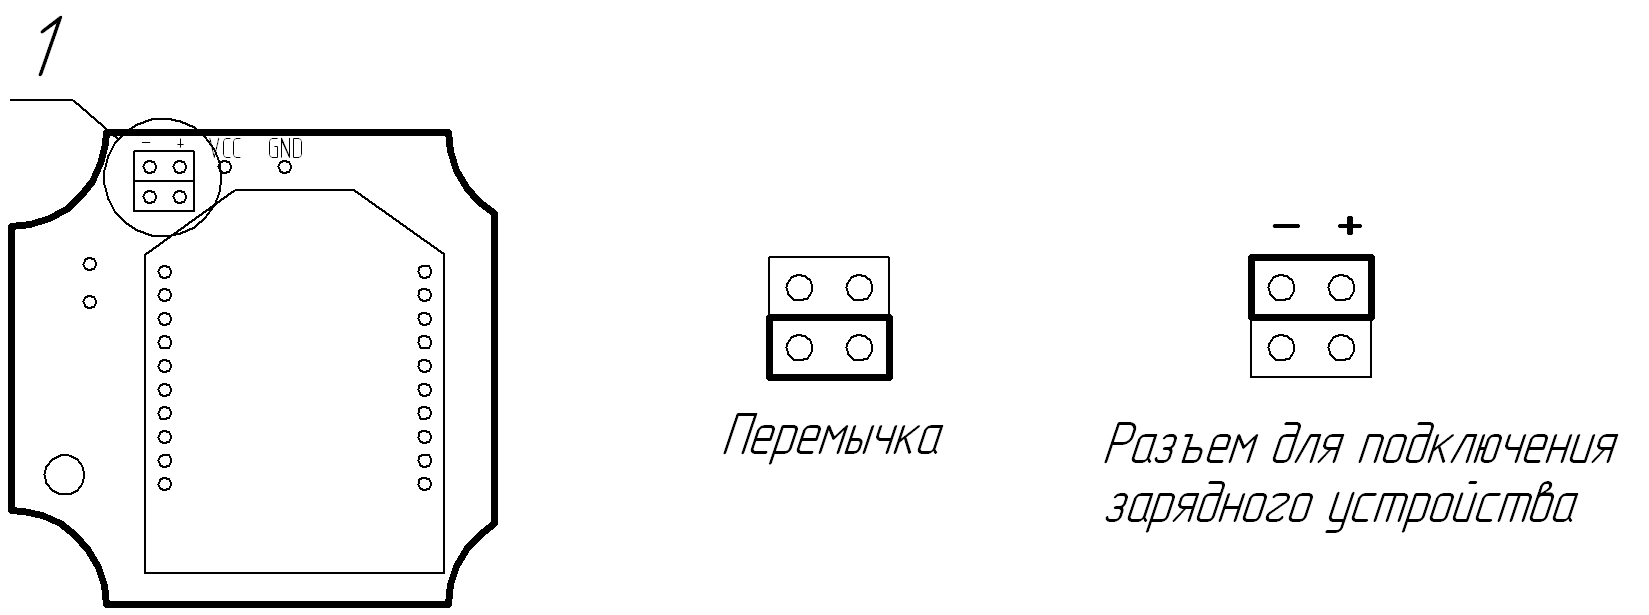 1
- +
VCC GND
- +
Перемычка
Разъем для подключения
зарядного устройства